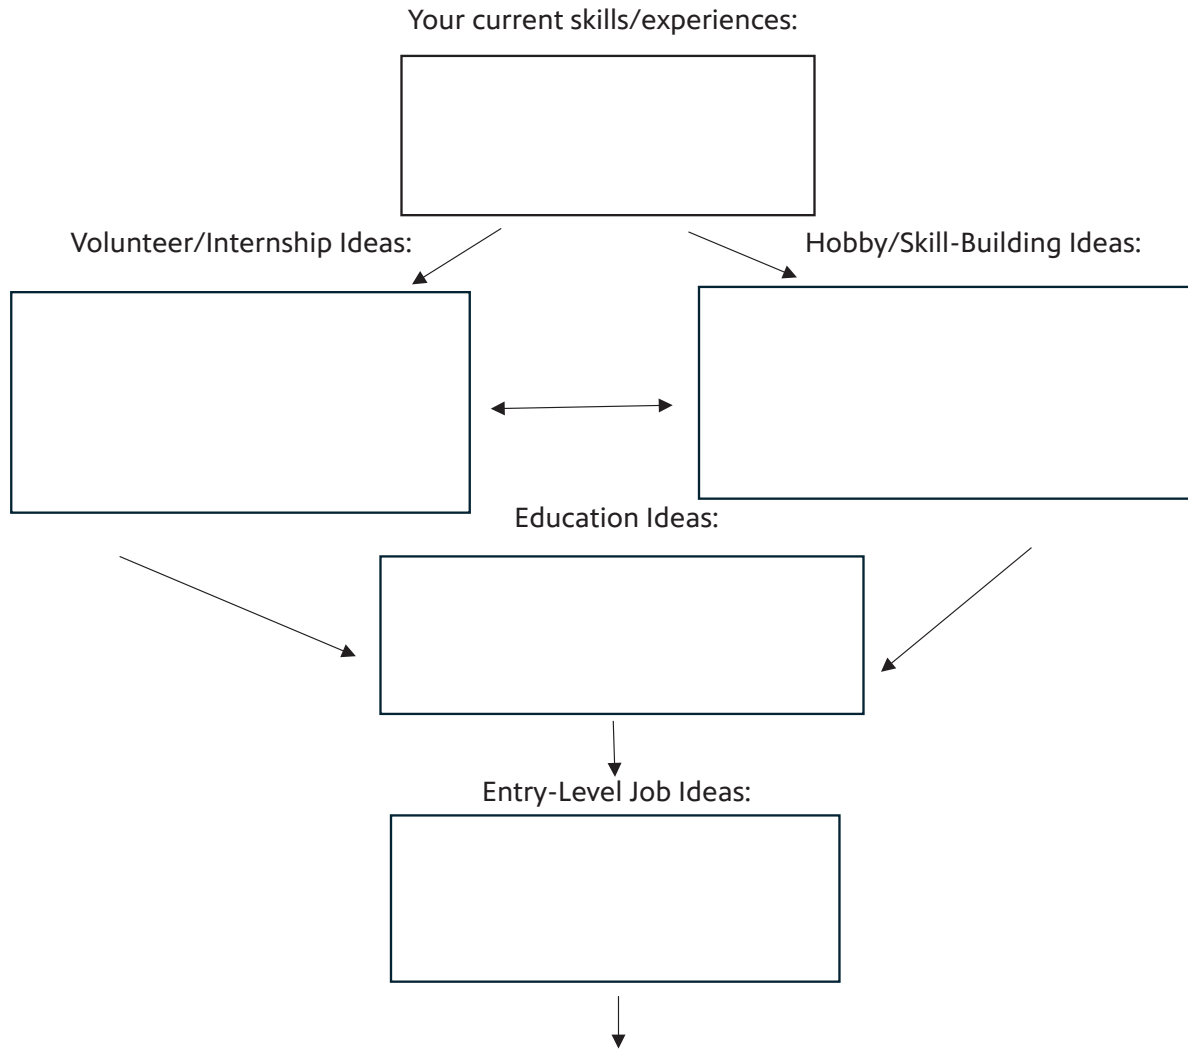 Your current skills/experiences:
Volunteer/Internship Ideas:
Hobby/Skill-Building Ideas:
Education Ideas:
Entry-Level Job Ideas: